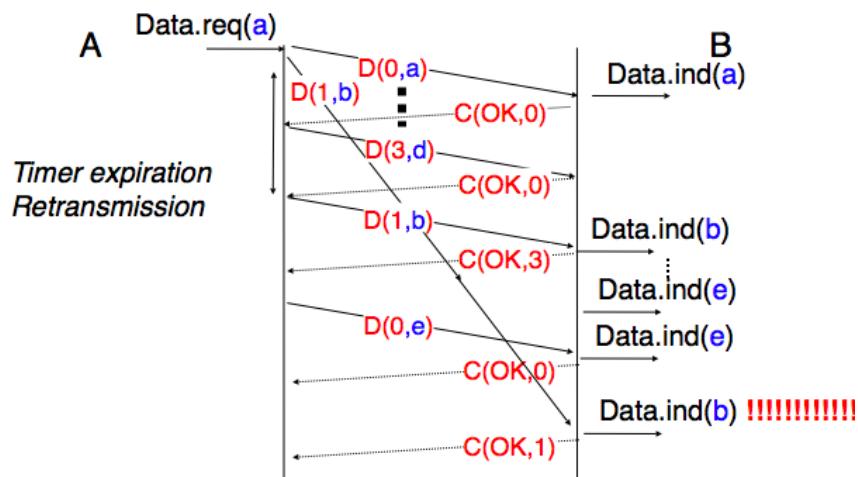 A
Data.req(a)
B
D(0,a)
Data.ind(a)
D(1,b)
C(OK,0)
D(3,d)
Timer expiration
Retransmission
C(OK,0)
D(1,b)
Data.ind(b)
C(OK,3)
Data.ind(e)
D(0,e)
Data.ind(e)
C(OK,0)
Data.ind(b) !!!!!!!!!!!!!
C(OK,1)